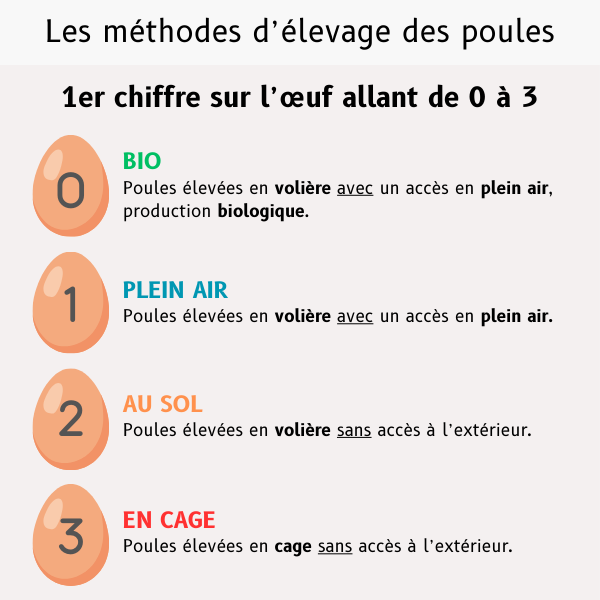 Les méthodes d’élevage des poules
1er chiffre sur l’œuf allant de 0 à 3
0
BIO
Poules élevées en volière avec un accès en plein air,
production biologique.
1
PLEIN AIR
Poules élevées en volière avec un accès en plein air.
2
AU SOL
Poules élevées en volière sans accès à l’extérieur.
3
EN CAGE
Poules élevées en cage sans accès à l’extérieur.